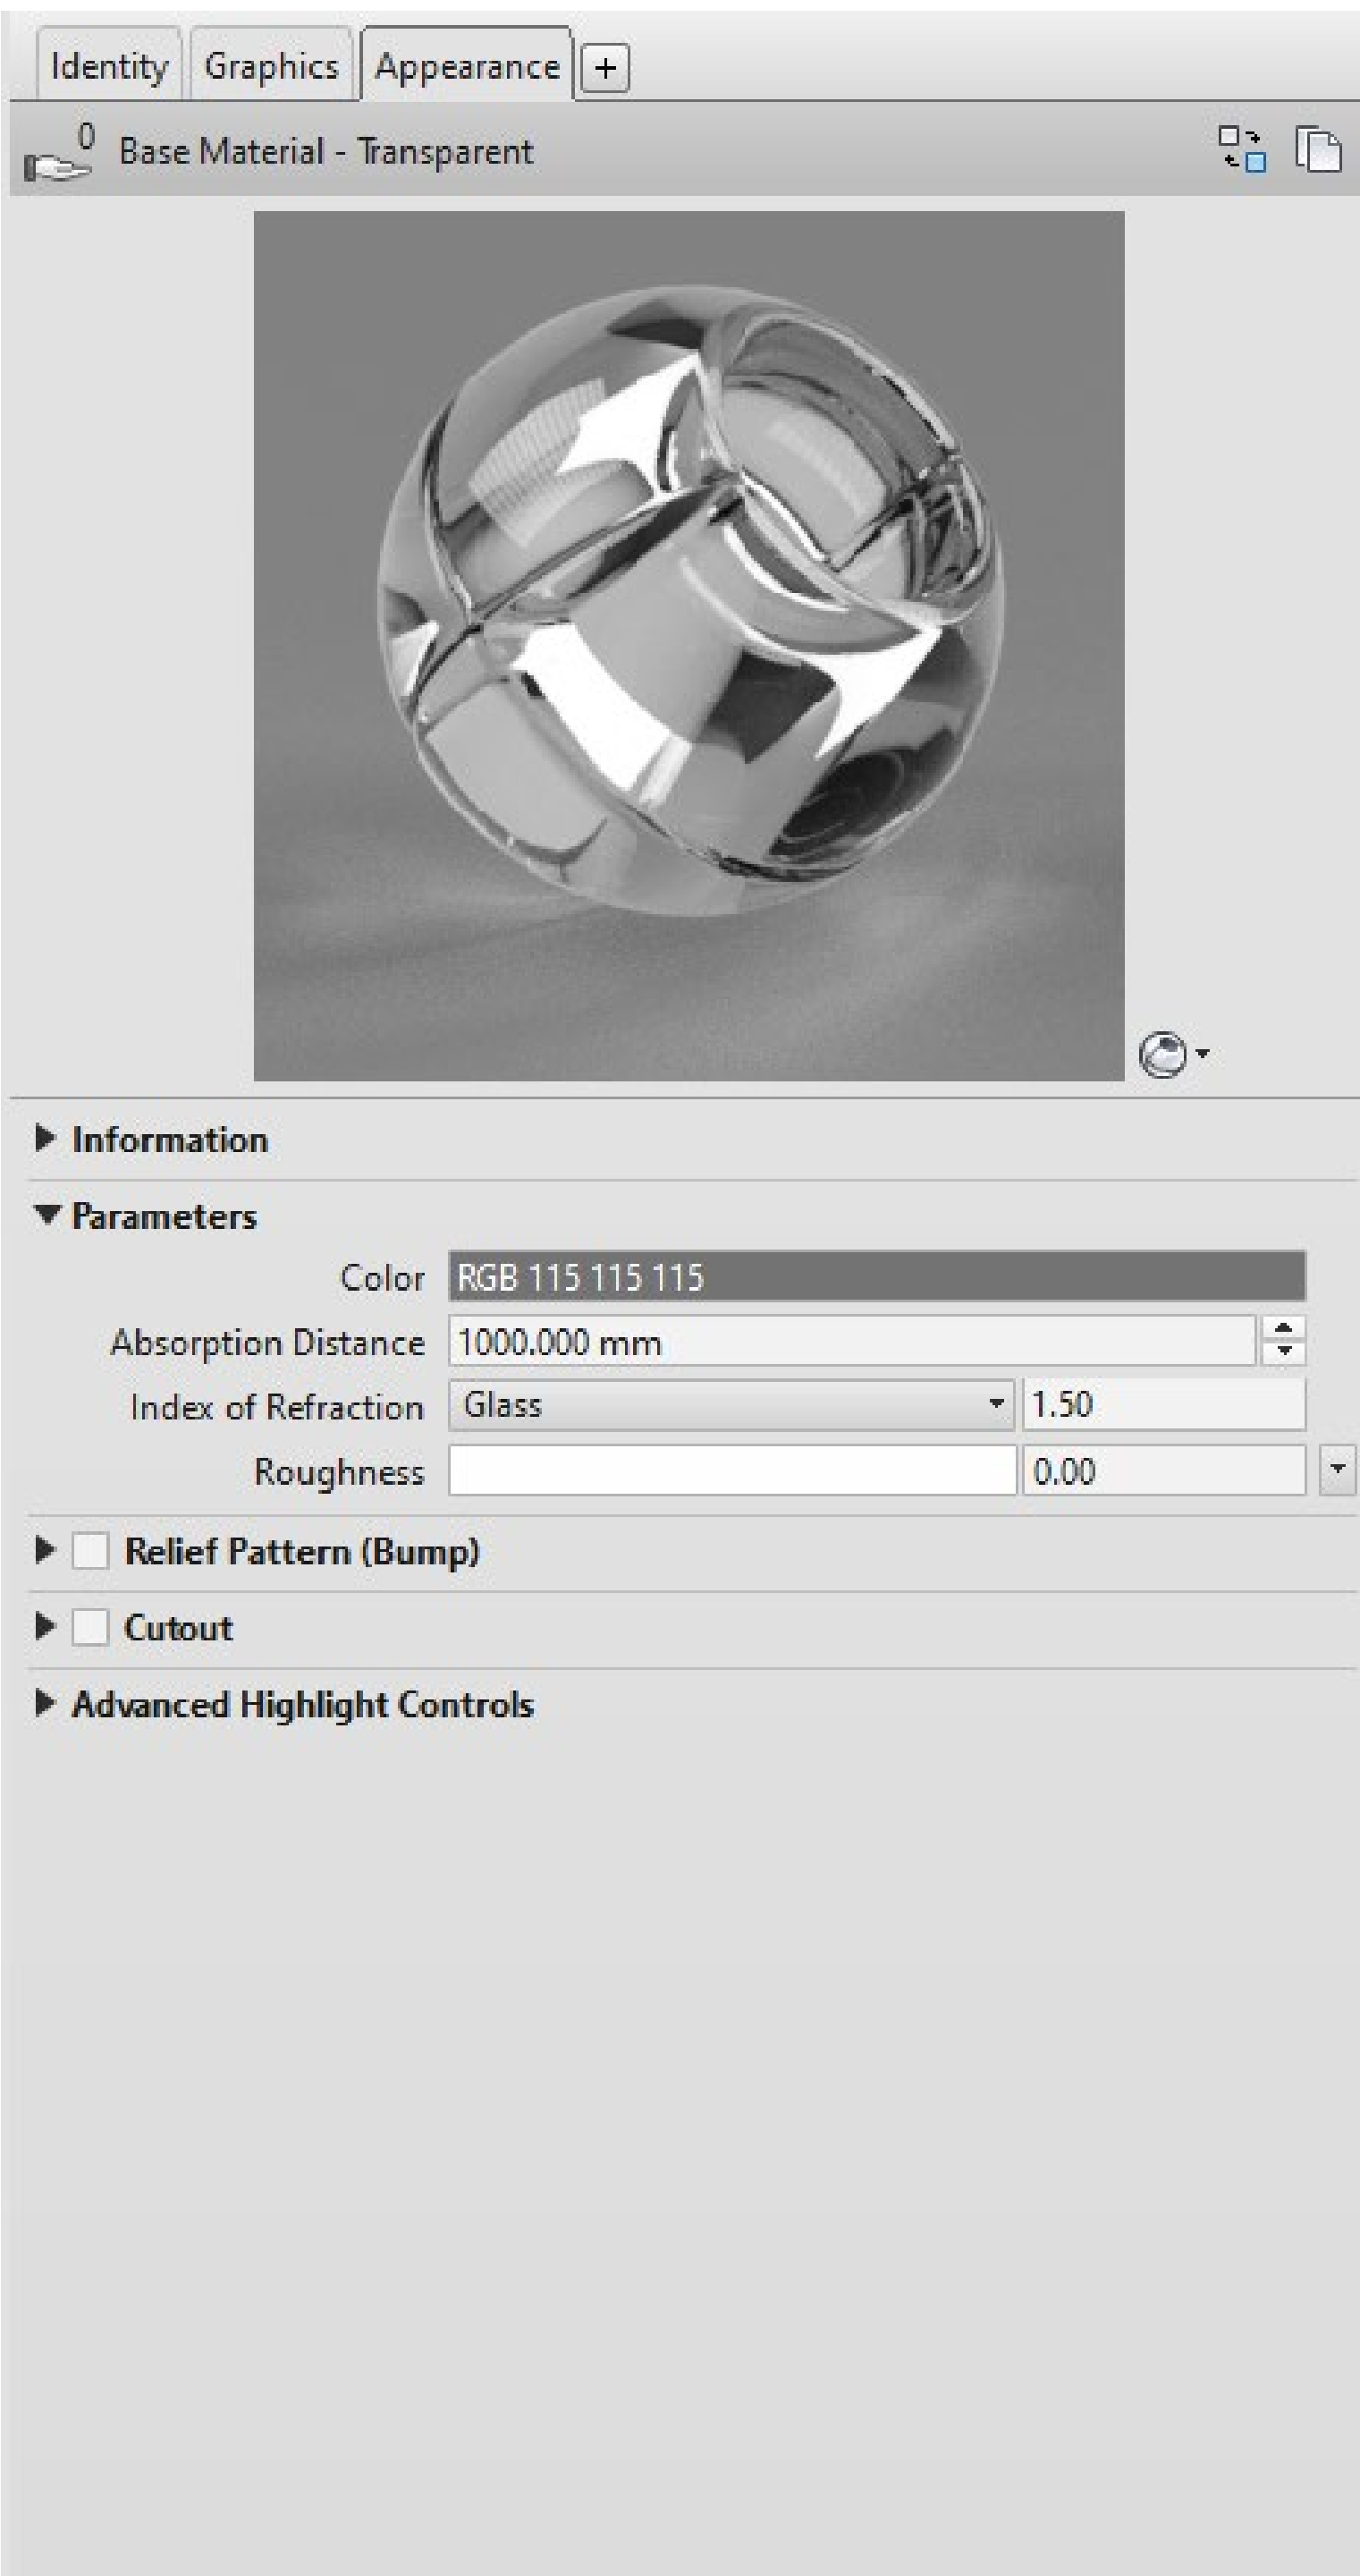 Identity Graphics Appearance +
0 Base Material - Transparent
Information
Parameters
Color RGB 115 115 115
Absorption Distance 1000.000 mm
Index of Refraction Glass 1.50
Roughness 0.00
Relief Pattern (Bump)
Cutout
Advanced Highlight Controls